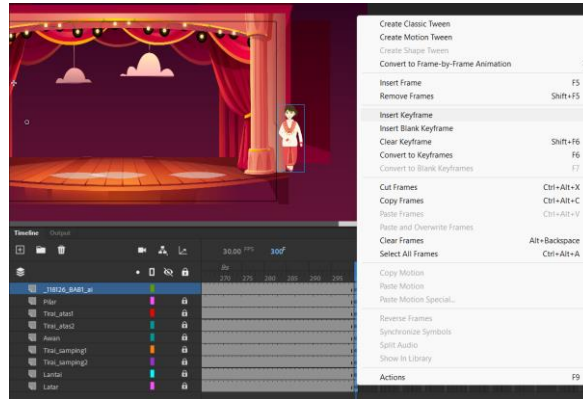 Create Classic Tween
Create Motion Tween
Create Shape Tween
Convert to Frame-by-Frame Animation
Insert Frame F5
Remove Frames Shift+F5
Insert Keyframe
Insert Blank Keyframe
Clear Keyframe Shift+F6
Convert to Keyframes F6
Convert to Blank Keyframes F7
Cut Frames Ctrl+Alt+X
Copy Frames Ctrl+Alt+C
Paste Frames Ctrl+Alt+V
Paste and Overwrite Frames
Clear Frames Alt+Backspace
Select All Frames Ctrl+Alt+A
Copy Motion
Paste Motion
Paste Motion Special...
Reverse Frames
Synchronize Symbols
Split Audio
Show In Library
Actions F9
Timeline Output
30.00 FPS 300 F
9s
270 275 280 285 290 295
_118126_BAB1_ai
Pilar
Tirai_atas1
Tirai_atas2
Awan
Tirai_samping1
Tirai_samping2
Lantai
Latar